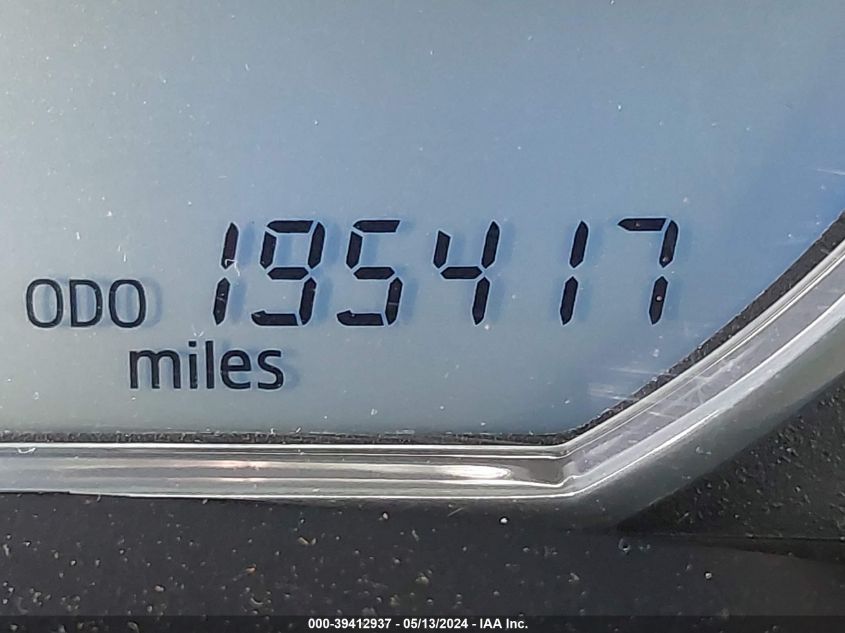 ODO 195417
miles
000-39412937 - 05/13/2024 - IAA Inc.